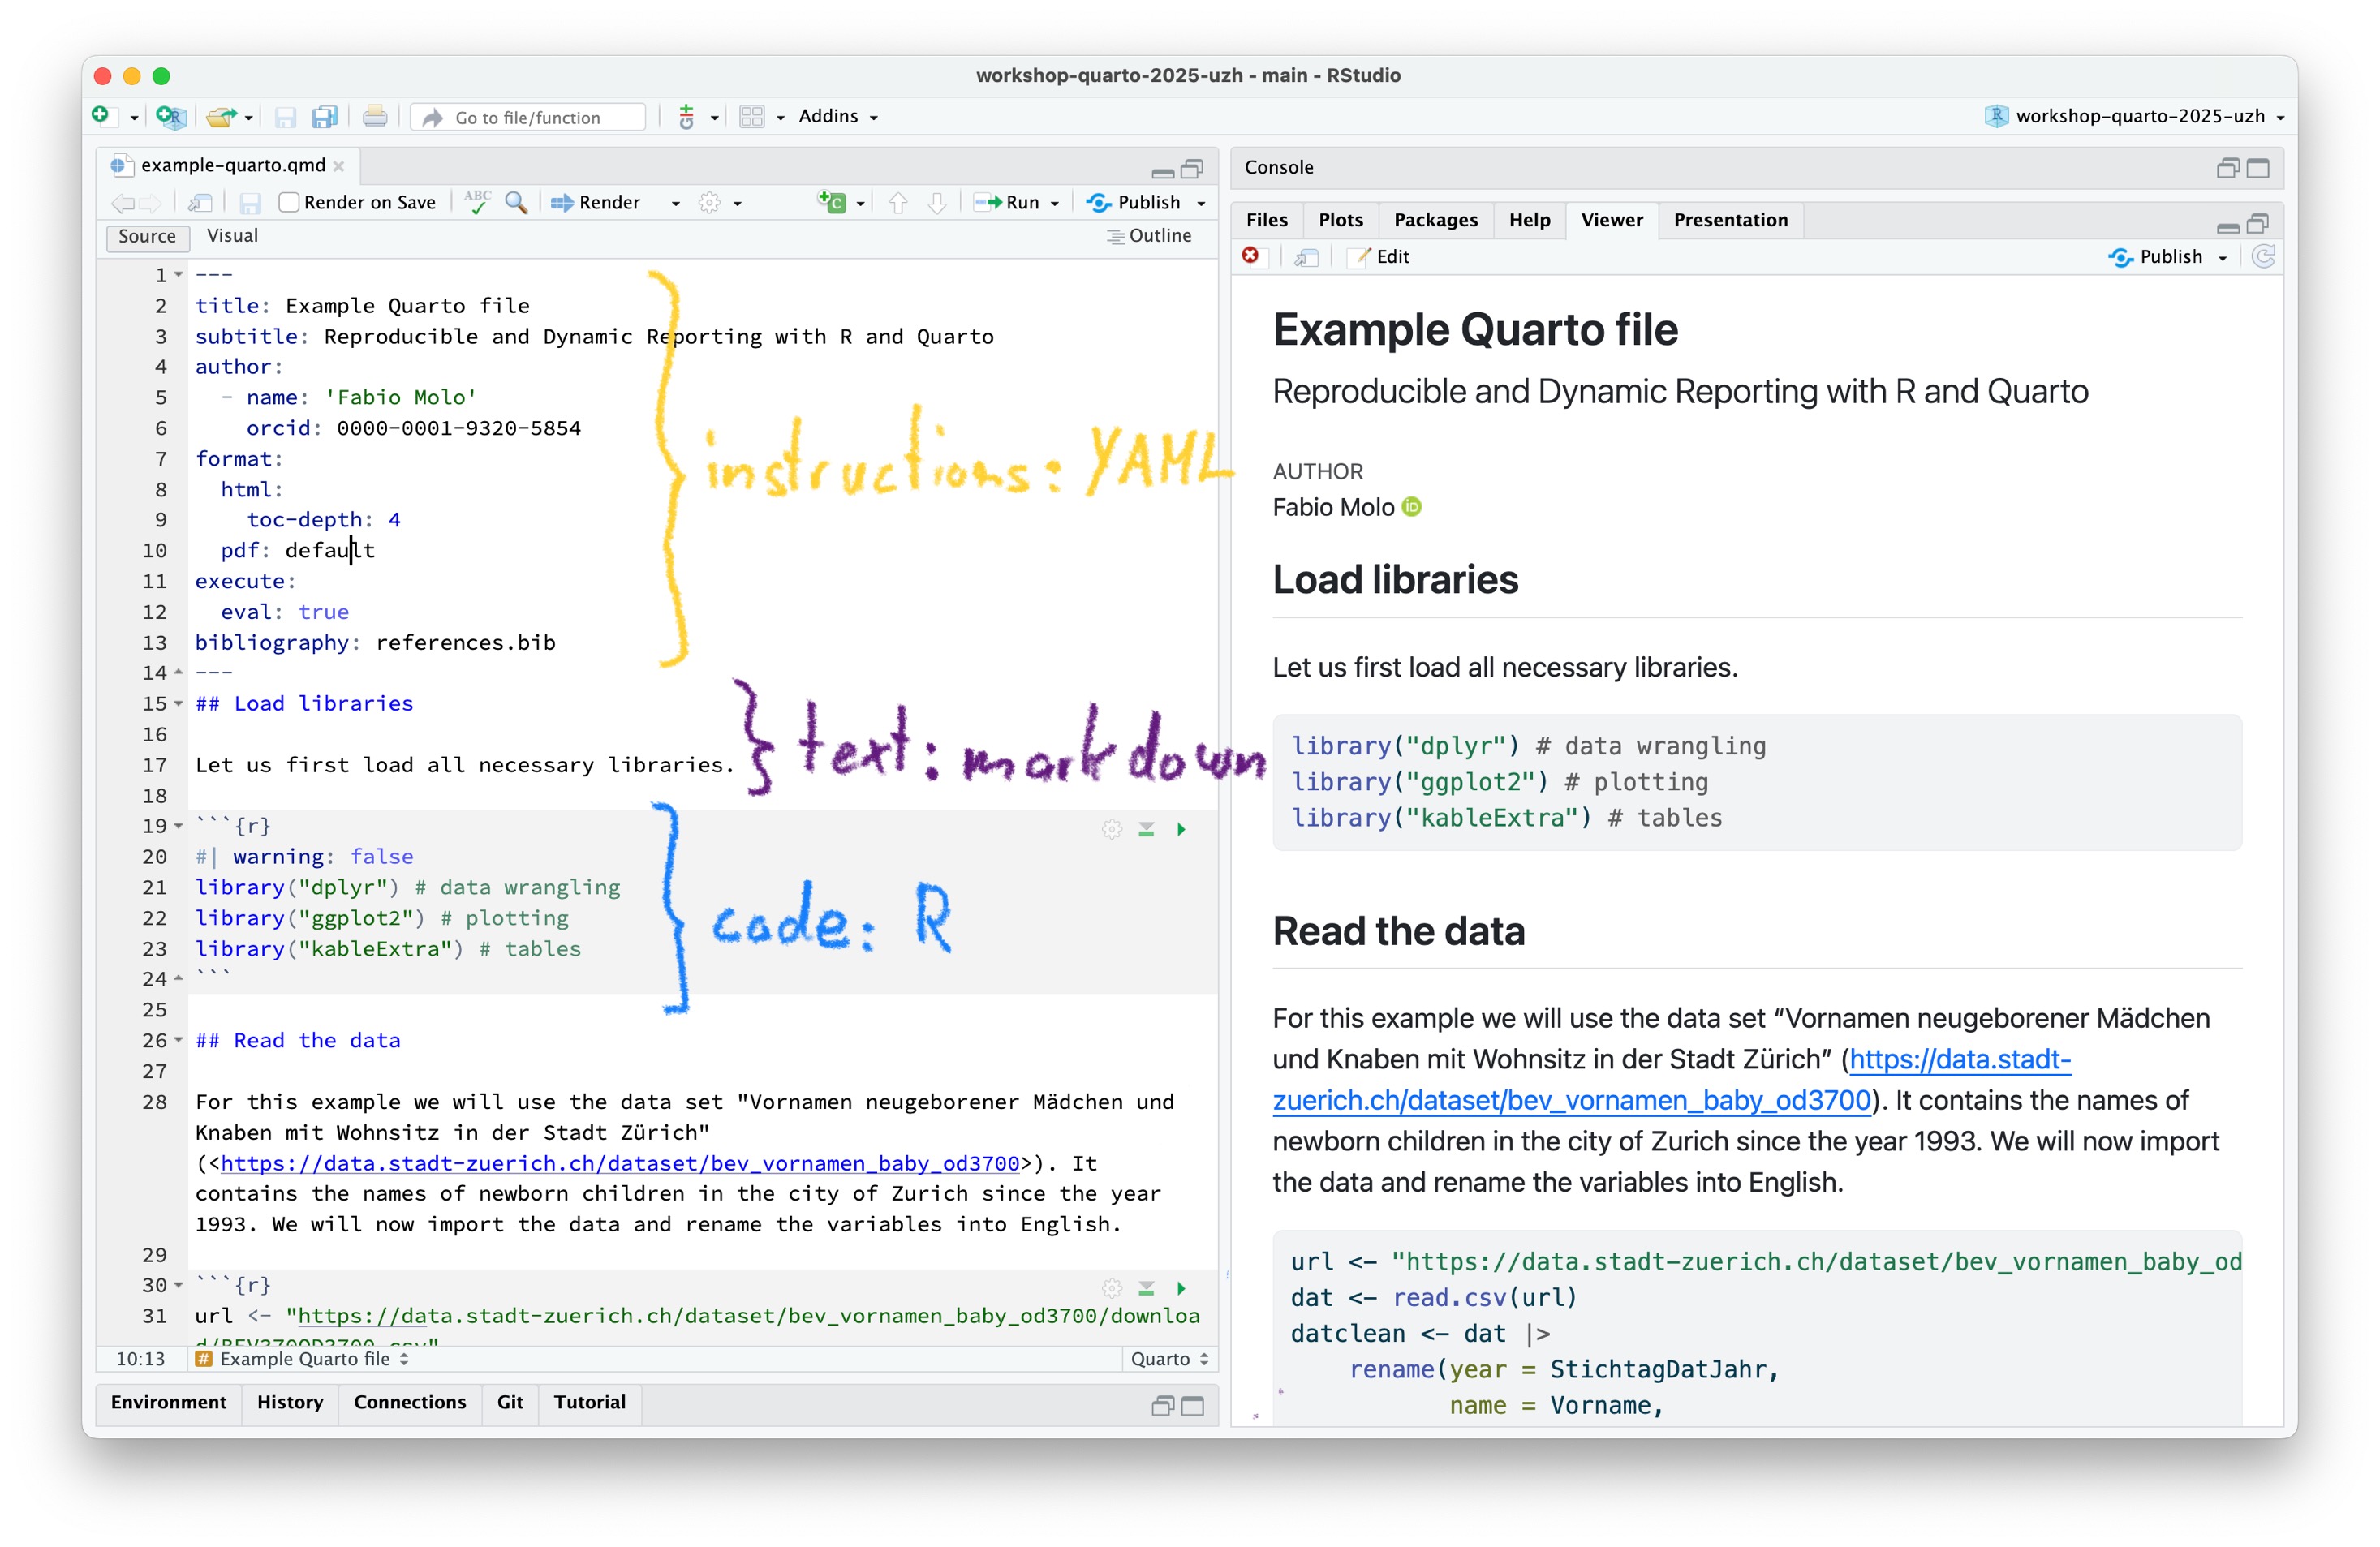 workshop-quarto-2025-uzh - main - RStudio
Go to file/function
Addins
workshop-quarto-2025-uzh
example-quarto.qmd
Render on Save
ABC
Render
Run
Publish
Source
Visual
Outline
1 ---
2 title: Example Quarto file
3 subtitle: Reproducible and Dynamic Reporting with R and Quarto
4 author:
5 - name: 'Fabio Molo'
6 orcid: 0000-0001-9320-5854
7 format:
8 html:
9 toc-depth: 4
10 pdf: default
11 execute:
12 eval: true
13 bibliography: references.bib
14 ---
instructions: YAML
15 ## Load libraries
16
17 Let us first load all necessary libraries.
18
text: markdown
19 ```{r}
20 #| warning: false
21 library("dplyr") # data wrangling
22 library("ggplot2") # plotting
23 library("kableExtra") # tables
24 ```
code: R
25
26 ## Read the data
27
28 For this example we will use the data set "Vornamen neugeborener Mädchen und
Knaben mit Wohnsitz in der Stadt Zürich"
(<https://data.stadt-zuerich.ch/dataset/bev_vornamen_baby_od3700>). It
contains the names of newborn children in the city of Zurich since the year
1993. We will now import the data and rename the variables into English.
29
30 ```{r}
31 url <- "https://data.stadt-zuerich.ch/dataset/bev_vornamen_baby_od3700/downloa
d/BEV370OD3700.csv"
10:13
# Example Quarto file
Quarto
Environment
History
Connections
Git
Tutorial
Console
Files
Plots
Packages
Help
Viewer
Presentation
Edit
Publish
Example Quarto file
Reproducible and Dynamic Reporting with R and Quarto
AUTHOR
Fabio Molo iD
Load libraries
Let us first load all necessary libraries.
library("dplyr") # data wrangling
library("ggplot2") # plotting
library("kableExtra") # tables
Read the data
For this example we will use the data set “Vornamen neugeborener Mädchen
und Knaben mit Wohnsitz in der Stadt Zürich” (https://data.stadt-
zuerich.ch/dataset/bev_vornamen_baby_od3700). It contains the names of
newborn children in the city of Zurich since the year 1993. We will now import
the data and rename the variables into English.
url <- "https://data.stadt-zuerich.ch/dataset/bev_vornamen_baby_od
dat <- read.csv(url)
datclean <- dat |>
rename(year = StichtagDatJahr,
name = Vorname,